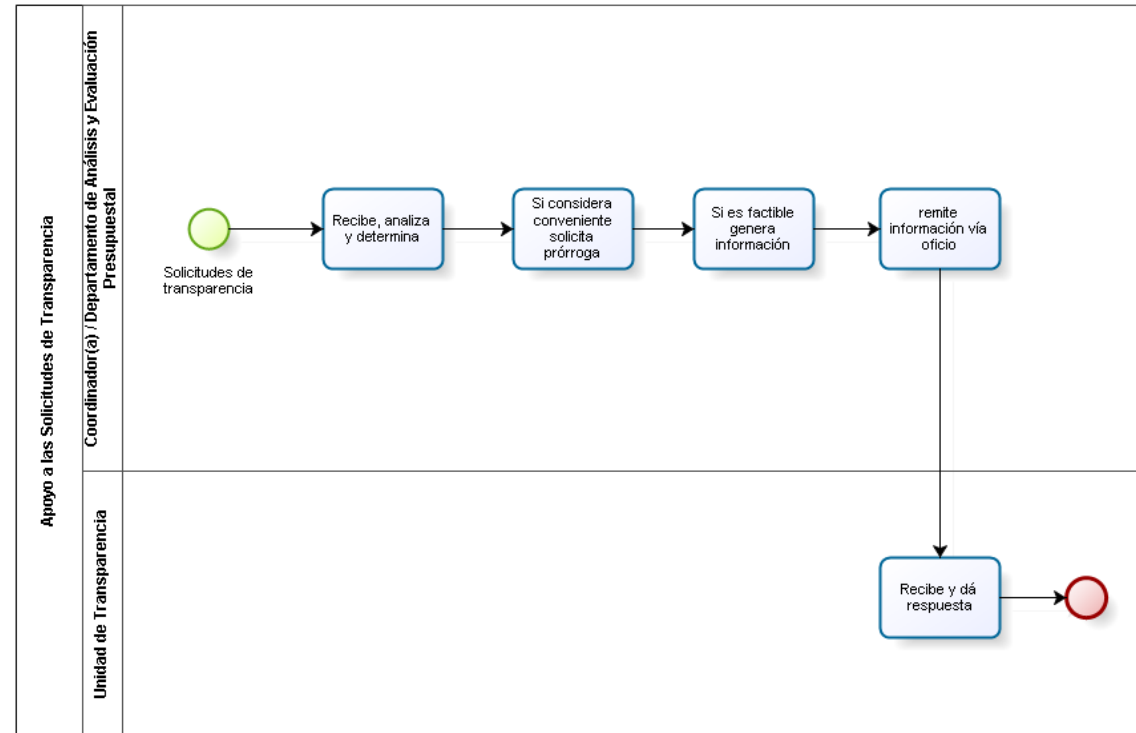 Apoyo a las Solicitudes de Transparencia
Coordinador(a) / Departamento de Análisis y Evaluación
Presupuestal
Solicitudes de
transparencia
Recibe, analiza
y determina
Si considera
conveniente
solicita
prórroga
Si es factible
genera
información
remite
información vía
oficio
Unidad de Transparencia
Recibe y dá
respuesta